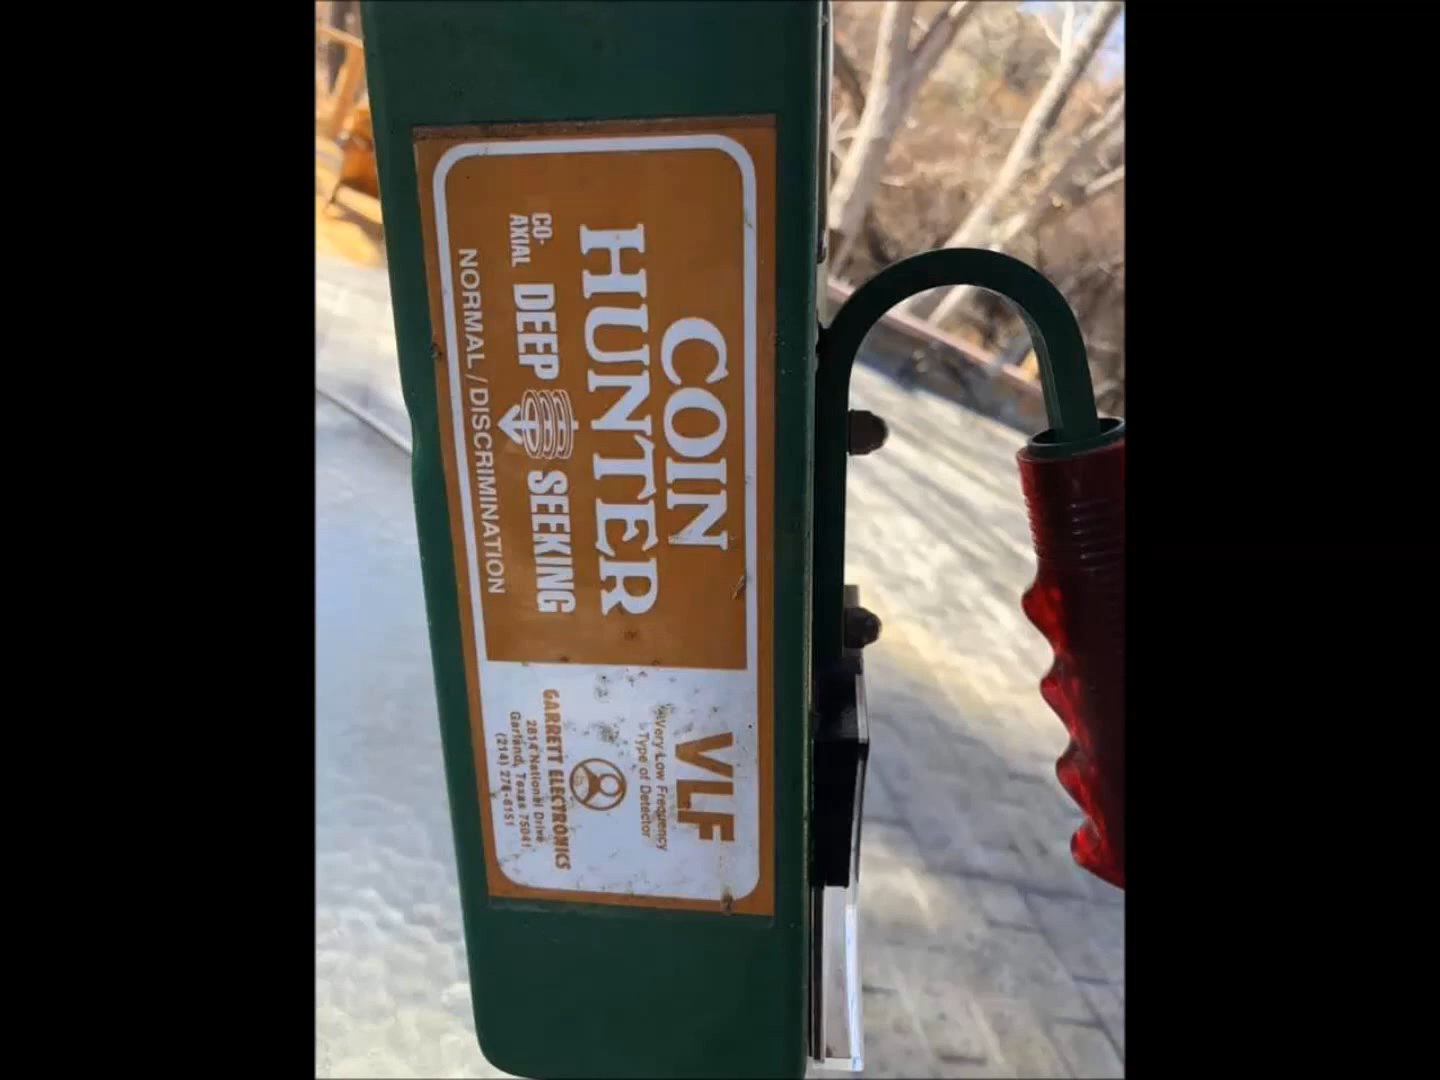 COIN
HUNTER
CO-
AXIAL DEEP SEEKING
NORMAL / DISCRIMINATION
VLF
Very Low Frequency
Type of Detector
GARRETT ELECTRONICS
2814 National Drive
Garland, Texas 75041
(214) 278-6151